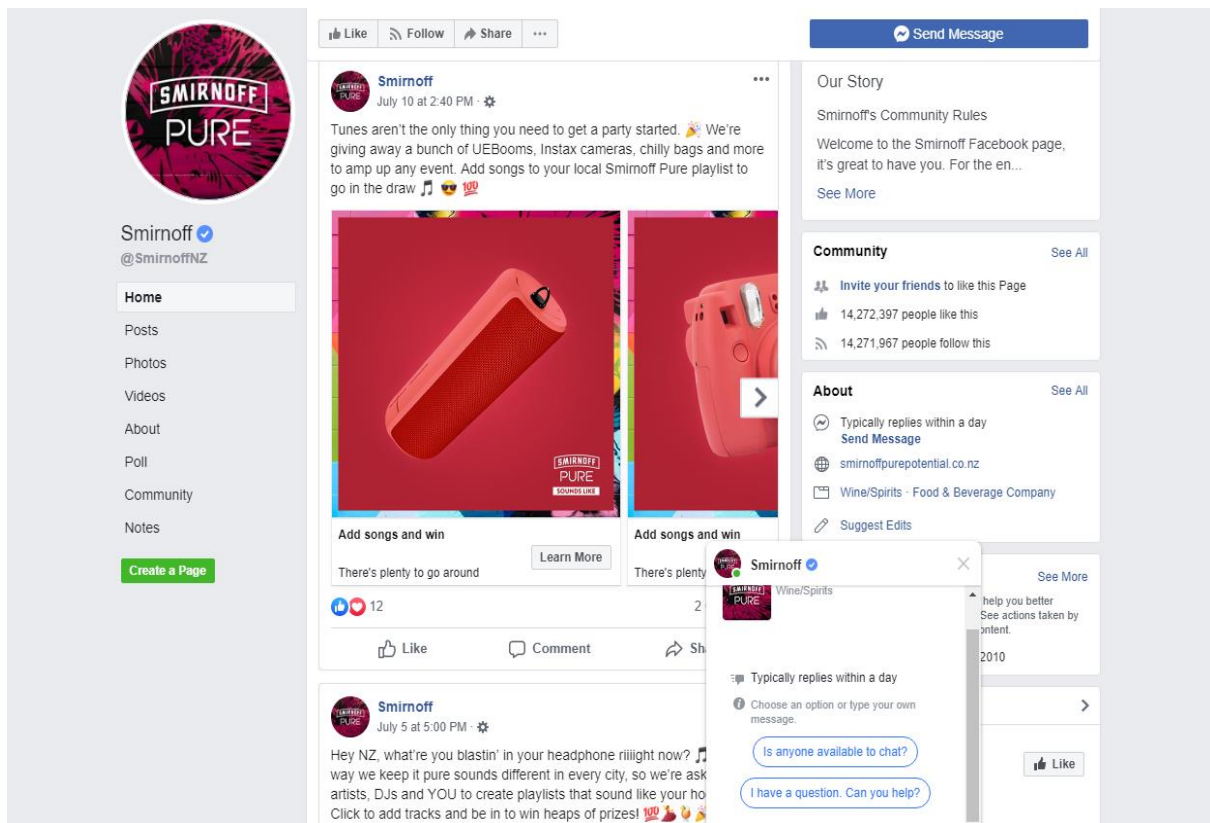 SMIRNOFF
PURE
Smirnoff
@SmirnoffNZ
Home
Posts
Photos
Videos
About
Poll
Community
Notes
Create a Page
Like
Follow
Share
Send Message
Smirnoff
July 10 at 2:40 PM ·
Tunes aren't the only thing you need to get a party started. 🎉 We're
giving away a bunch of UEBooms, Instax cameras, chilly bags and more
to amp up any event. Add songs to your local Smirnoff Pure playlist to
go in the draw 🎵 😎 💯
SMIRNOFF
PURE
SOUNDS LIKE
Add songs and win
There's plenty to go around
Learn More
Add songs and win
There's plenty
12
2
Like
Comment
Sh
Smirnoff
July 5 at 5:00 PM ·
Hey NZ, what're you blastin' in your headphone riiiight now? 🎵
way we keep it pure sounds different in every city, so we're ask
artists, DJs and YOU to create playlists that sound like your ho
Click to add tracks and be in to win heaps of prizes! 💯
Our Story
Smirnoff's Community Rules
Welcome to the Smirnoff Facebook page,
it's great to have you. For the en...
See More
Community
See All
Invite your friends to like this Page
14,272,397 people like this
14,271,967 people follow this
About
See All
Typically replies within a day
Send Message
smirnoffpurepotential.co.nz
Wine/Spirits · Food & Beverage Company
Suggest Edits
See More
help you better
See actions taken by
ontent.
2010
Like
Smirnoff
SMIRNOFF
PURE
Wine/Spirits
Typically replies within a day
Choose an option or type your own
message.
Is anyone available to chat?
I have a question. Can you help?